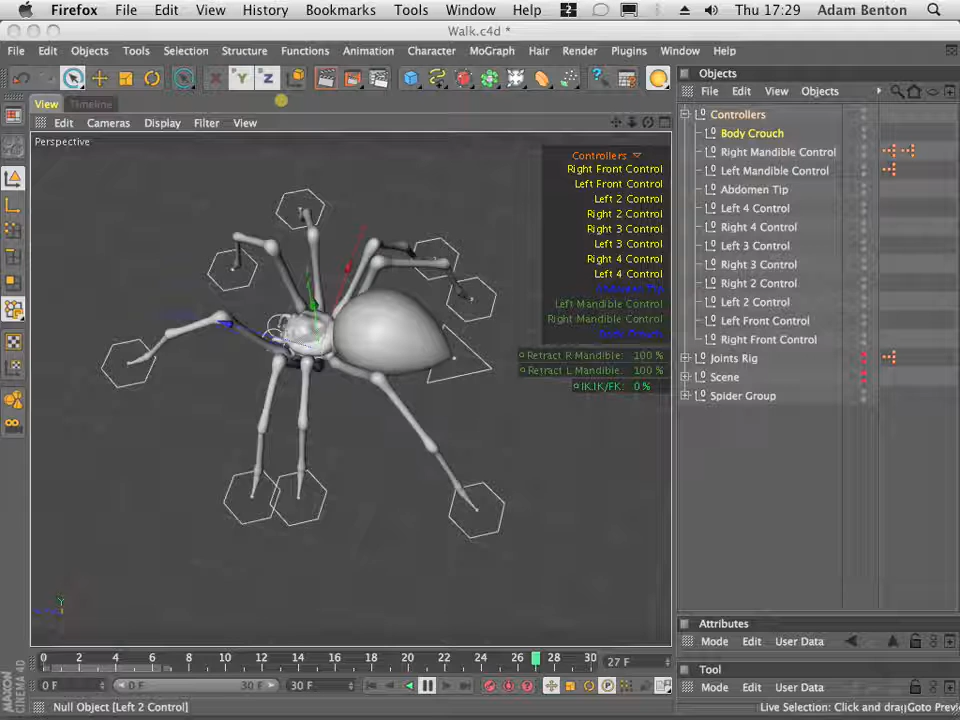 Firefox File Edit View History Bookmarks Tools Window Help Thu 17:29 Adam Benton
Walk.c4d *
File Edit Objects Tools Selection Structure Functions Animation Character MoGraph Hair Render Plugins Window Help
View Timeline
Edit Cameras Display Filter View
Perspective
Controllers
Right Front Control
Left Front Control
Left 2 Control
Right 2 Control
Right 3 Control
Left 3 Control
Right 4 Control
Left 4 Control
Abdomen Tip
Left Mandible Control
Right Mandible Control
Body Crouch
Retract R Mandible: 100 %
Retract L Mandible: 100 %
IK.IK/FK: 0 %
Y
Objects
File Edit View Objects
Controllers
Body Crouch
Right Mandible Control
Left Mandible Control
Abdomen Tip
Left 4 Control
Right 4 Control
Left 3 Control
Right 3 Control
Right 2 Control
Left 2 Control
Left Front Control
Right Front Control
Joints Rig
Scene
Spider Group
Attributes
Mode Edit User Data
Tool
Mode Edit User Data
0 2 4 6 8 10 12 14 16 18 20 22 24 26 28 30 27 F
0 F 0 F 30 F 30 F
MAXON CINEMA 4D
Null Object [Left 2 Control]
Live Selection: Click and drag
Goto Prev